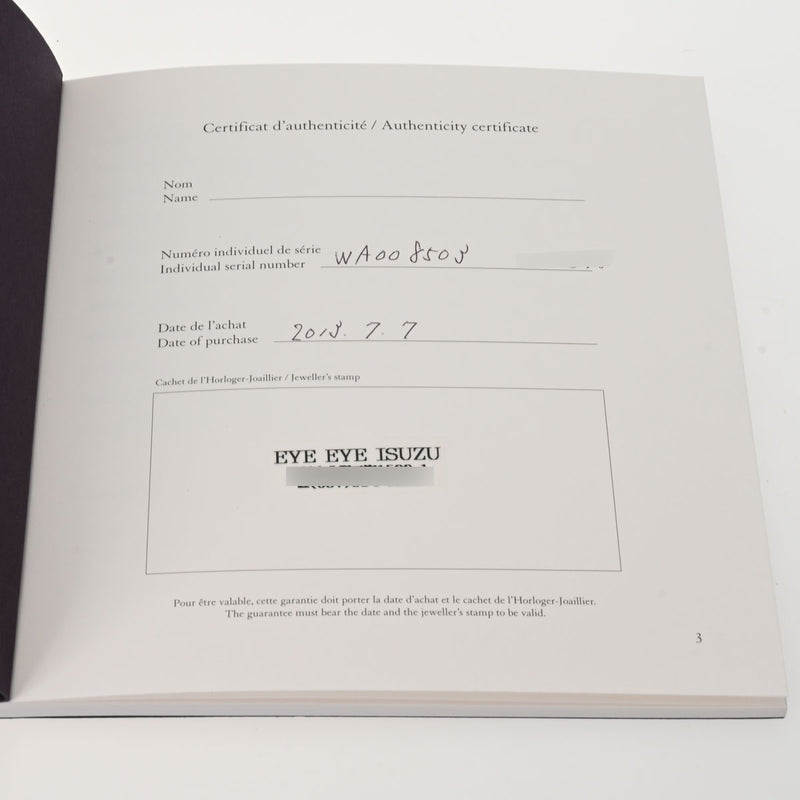 Certificat d'authenticité / Authenticity certificate
Nom
Name
Numéro individuel de série
Individual serial number WA008503
Date de l'achat
Date of purchase 2013. 7. 7
Cachet de l'Horloger-Joaillier / Jeweller's stamp
EYE EYE ISUZU
Pour être valable, cette garantie doit porter la date d'achat et le cachet de l'Horloger-Joaillier.
The guarantee must bear the date and the jeweller's stamp to be valid.
3